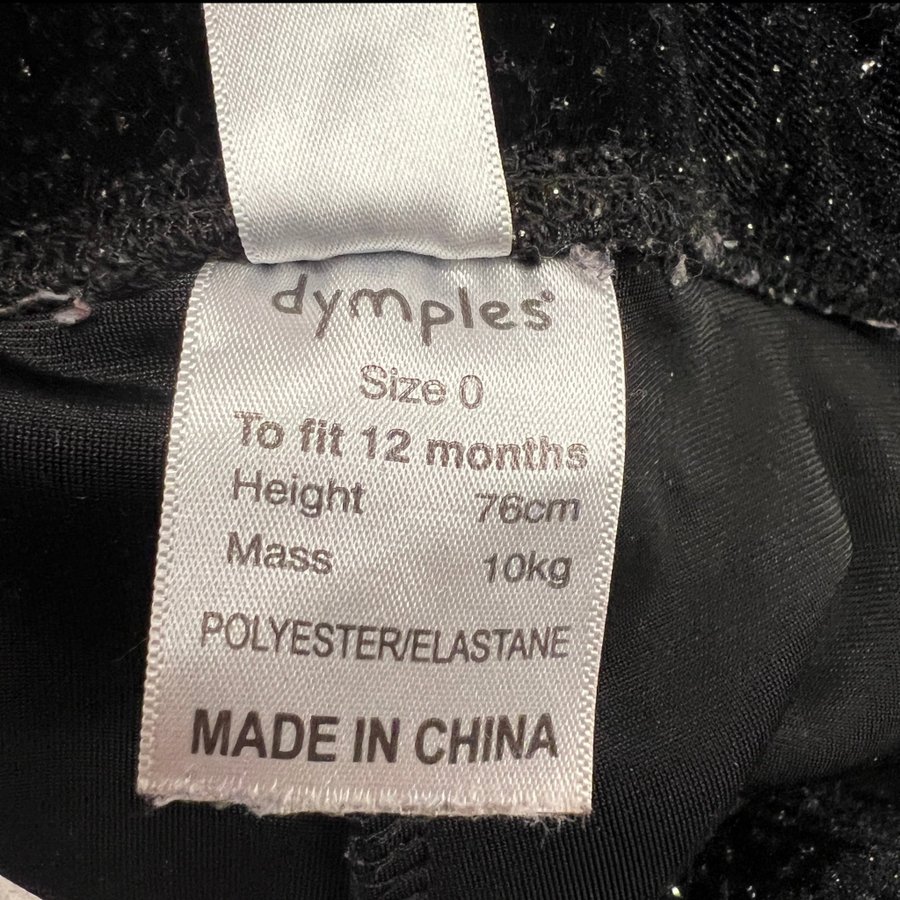 dymples
Size 0
To fit 12 months
Height 76cm
Mass 10kg
POLYESTER/ELASTANE
MADE IN CHINA